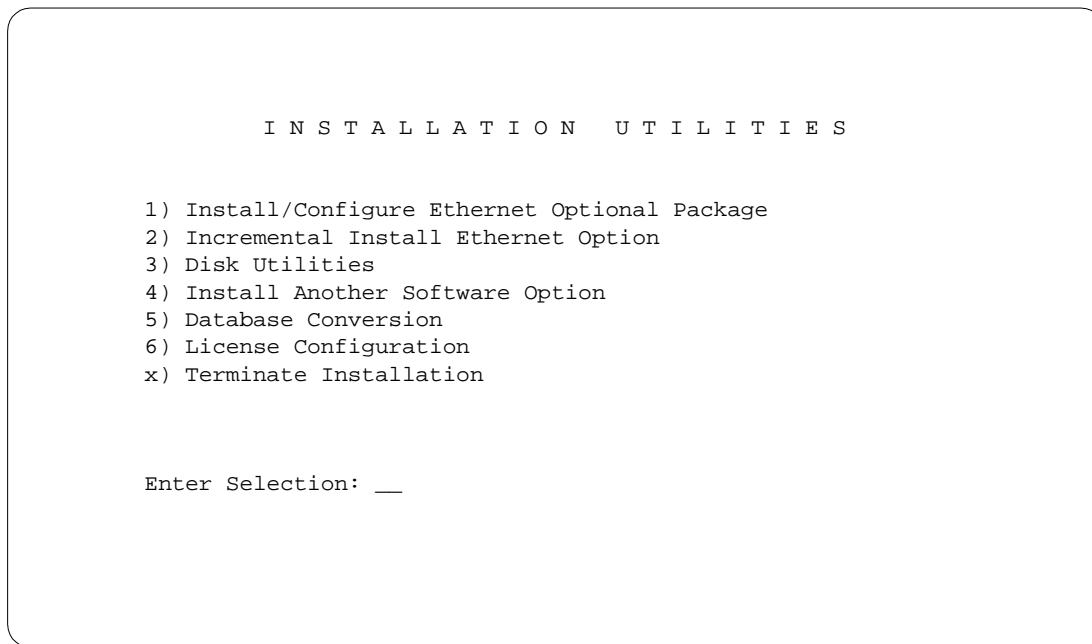 I N S T A L L A T I O N   U T I L I T I E S
1) Install/Configure Ethernet Optional Package
2) Incremental Install Ethernet Option
3) Disk Utilities
4) Install Another Software Option
5) Database Conversion
6) License Configuration
x) Terminate Installation
Enter Selection: __